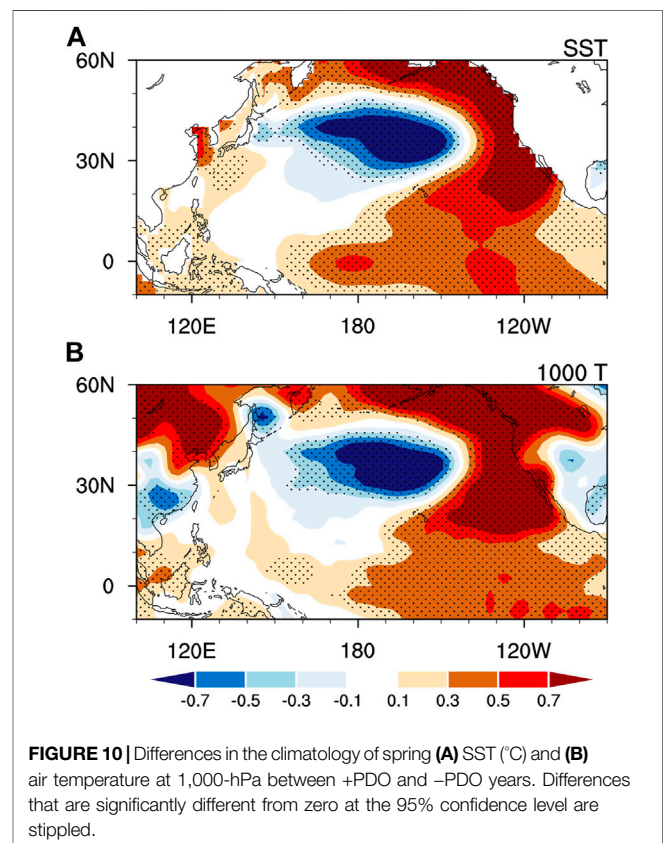 A
SST
60N
30N
0
120E 180 120W
B
1000 T
60N
30N
0
120E 180 120W
-0.7 -0.5 -0.3 -0.1 0.1 0.3 0.5 0.7
FIGURE 10 | Differences in the climatology of spring (A) SST (°C) and (B)
air temperature at 1,000-hPa between +PDO and −PDO years. Differences
that are significantly different from zero at the 95% confidence level are
stippled.